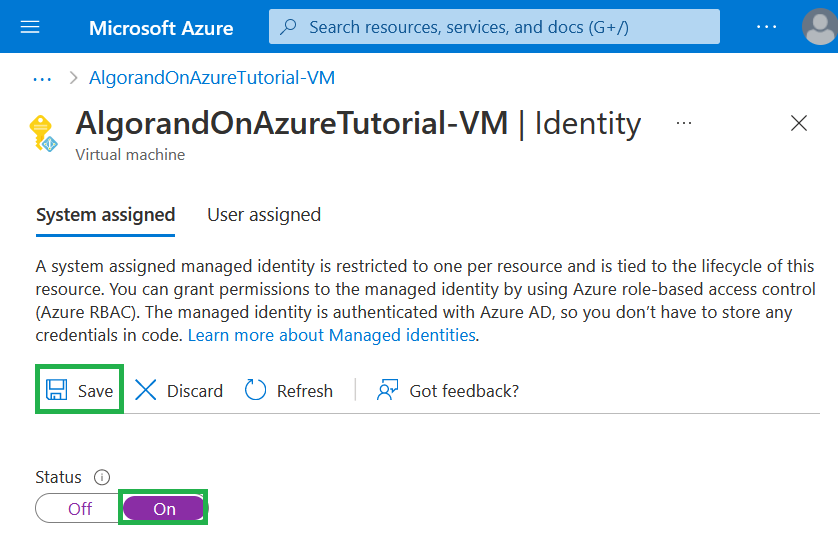 Microsoft Azure
Search resources, services, and docs (G+/)
···
... > AlgorandOnAzureTutorial-VM
AlgorandOnAzureTutorial-VM | Identity ...
Virtual machine
System assigned User assigned
A system assigned managed identity is restricted to one per resource and is tied to the lifecycle of this
resource. You can grant permissions to the managed identity by using Azure role-based access control
(Azure RBAC). The managed identity is authenticated with Azure AD, so you don’t have to store any
credentials in code. Learn more about Managed identities.
Save Discard Refresh Got feedback?
Status
Off On